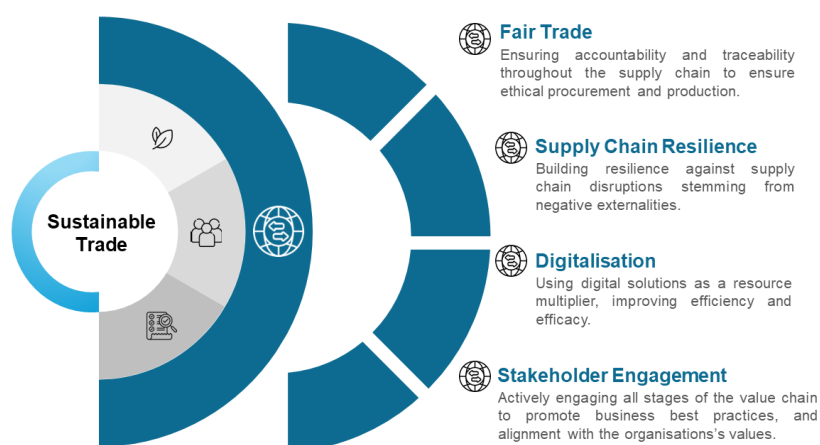 Sustainable
Trade
Fair Trade
Ensuring accountability and traceability
throughout the supply chain to ensure
ethical procurement and production.
Supply Chain Resilience
Building resilience against supply
chain disruptions stemming from
negative externalities.
Digitalisation
Using digital solutions as a resource
multiplier, improving efficiency and
efficacy.
Stakeholder Engagement
Actively engaging all stages of the value chain
to promote business best practices, and
alignment with the organisations's values.